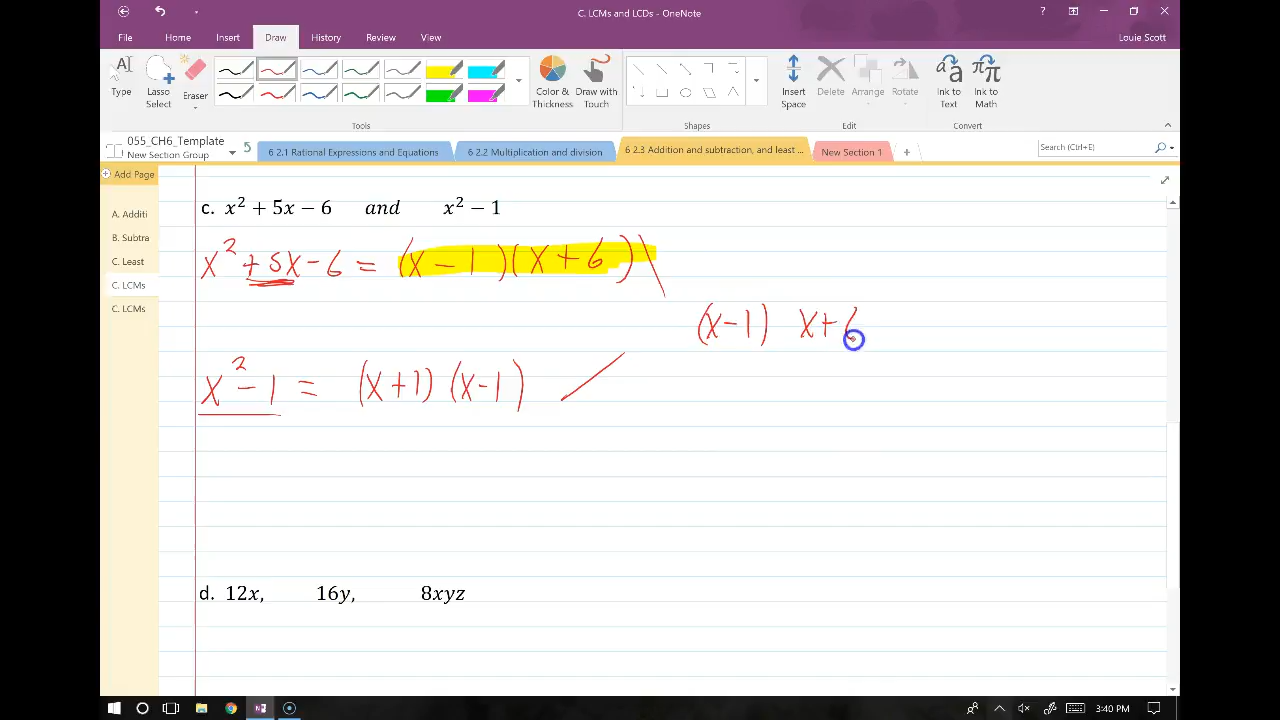 C. LCMs and LCDs - OneNote
?
Louie Scott
File Home Insert Draw History Review View
Type
Lasso Select
Eraser
Color & Thickness
Draw with Touch
Insert Space
Delete
Arrange
Rotate
Ink to Text
Ink to Math
Tools
Shapes
Edit
Convert
055_CH6_Template
New Section Group
6 2.1 Rational Expressions and Equations
6 2.2 Multiplication and division
6 2.3 Addition and subtraction, and least ...
New Section 1
+
Search (Ctrl+E)
Add Page
A. Additi
B. Subtra
C. Least
C. LCMs
C. LCMs
c. x² + 5x − 6 and x² − 1
x² + 5x - 6 = (x - 1)(x + 6)
(x - 1) x + 6
x² - 1 = (x + 1)(x - 1)
d. 12x, 16y, 8xyz
3:40 PM